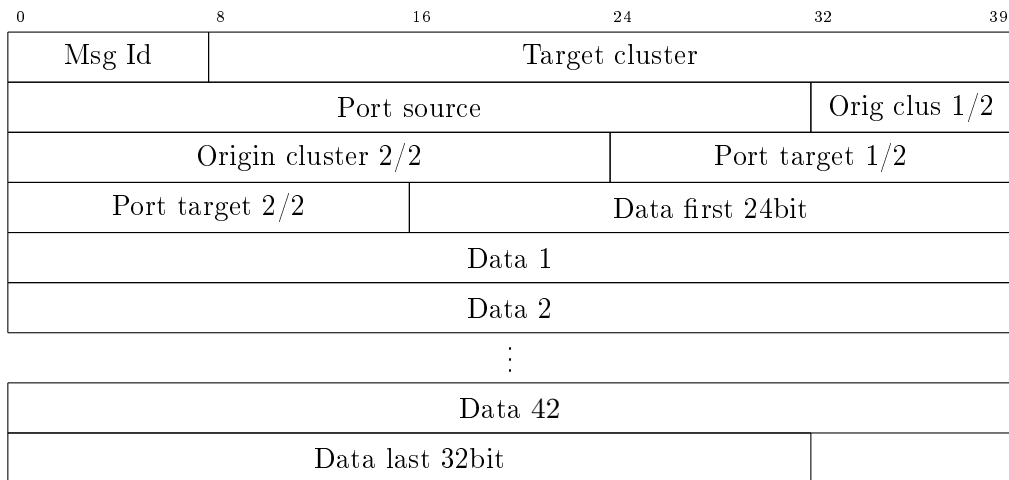 0 8 16 24 32 39
Msg Id Target cluster
Port source Orig clus 1/2
Origin cluster 2/2 Port target 1/2
Port target 2/2 Data first 24bit
Data 1
Data 2
⋮
Data 42
Data last 32bit